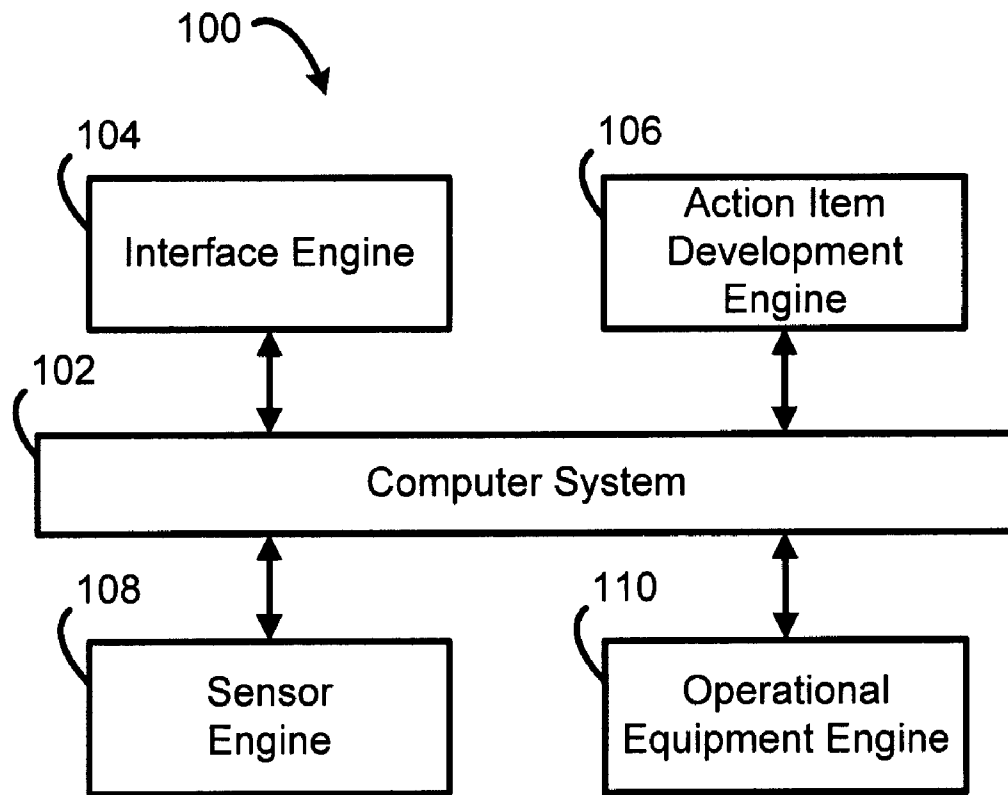 100
104
Interface Engine
106
Action Item
Development
Engine
102
Computer System
108
Sensor
Engine
110
Operational
Equipment Engine